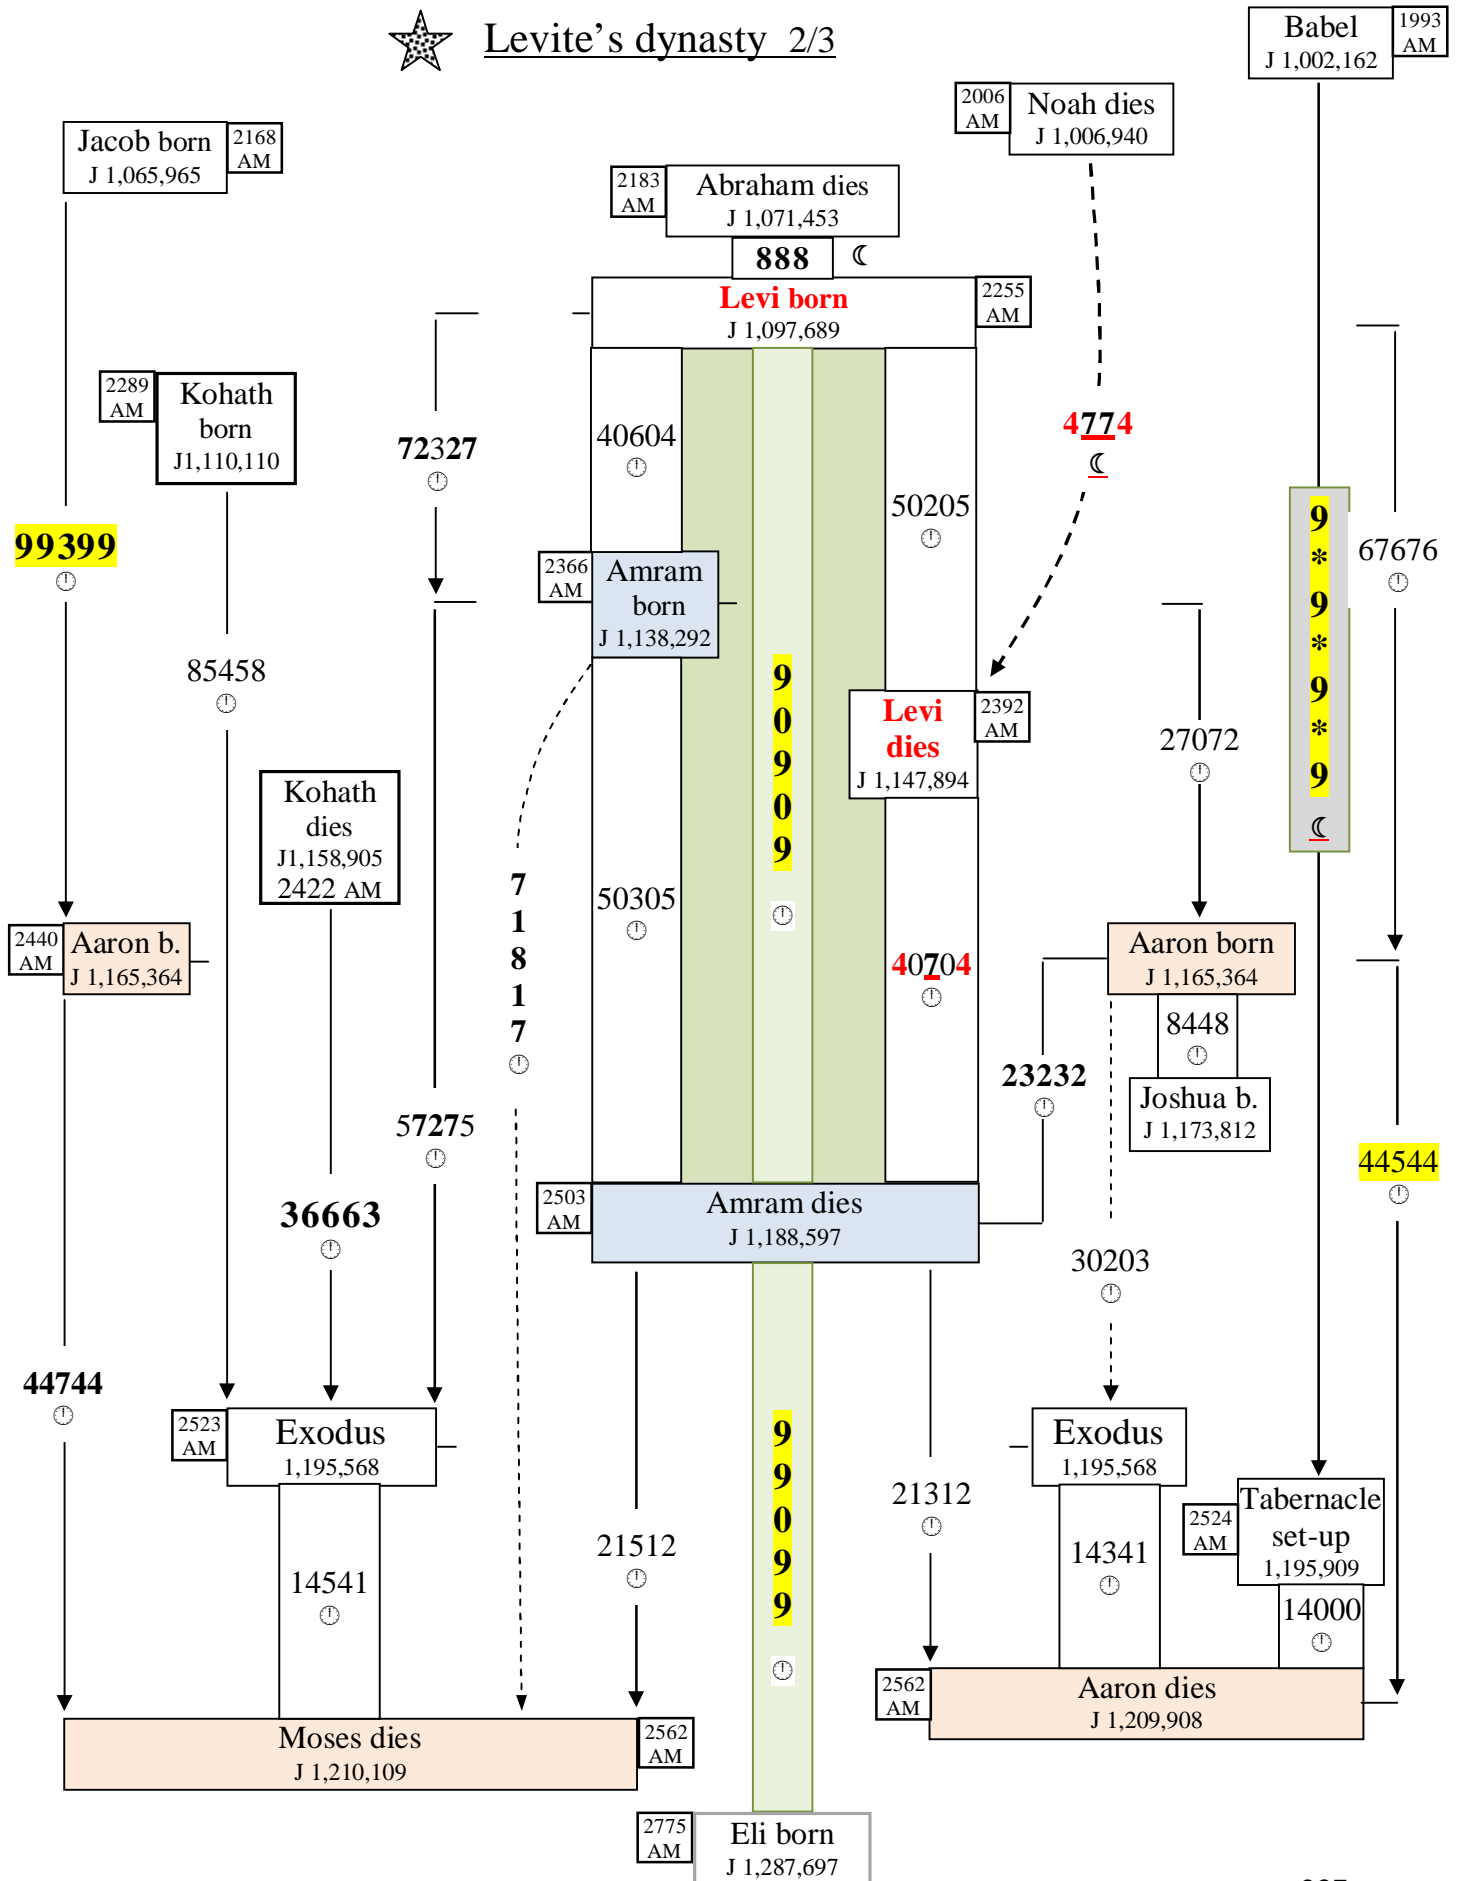 Levite's dynasty 2/3
Babel
J 1,002,162
1993
AM
2006
AM
Noah dies
J 1,006,940
Jacob born
J 1,065,965
2168
AM
2183
AM
Abraham dies
J 1,071,453
888 ☾
Levi born
J 1,097,689
2255
AM
2289
AM
Kohath
born
J1,110,110
72327
40604
4774
☾
50205
99399
67676
9
*
9
*
9
*
9
☾
2366
AM
Amram
born
J 1,138,292
85458
9
0
9
0
9
Levi
dies
J 1,147,894
2392
AM
27072
Kohath
dies
J1,158,905
2422 AM
7
1
8
1
7
50305
40704
2440
AM
Aaron b.
J 1,165,364
Aaron born
J 1,165,364
8448
23232
Joshua b.
J 1,173,812
57275
44544
36663
2503
AM
Amram dies
J 1,188,597
30203
44744
2523
AM
Exodus
1,195,568
9
9
0
9
9
Exodus
1,195,568
21312
2524
AM
Tabernacle
set-up
1,195,909
21512
14541
14341
14000
2562
AM
Aaron dies
J 1,209,908
Moses dies
J 1,210,109
2562
AM
2775
AM
Eli born
J 1,287,697